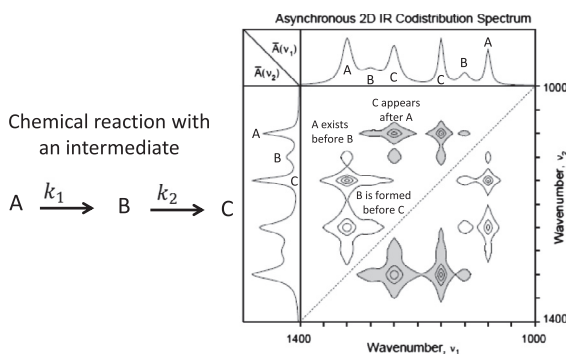 Asynchronous 2D IR Codistribution Spectrum
Ā(ν₁)
Ā(ν₂)
A
B
C
C
B
A
1000
Chemical reaction with
an intermediate
A k₁ B k₂ C
A
B
C
A exists
before B
C appears
after A
B is formed
before C
Wavenumber, ν₂
1400
1400
1000
Wavenumber, ν₁